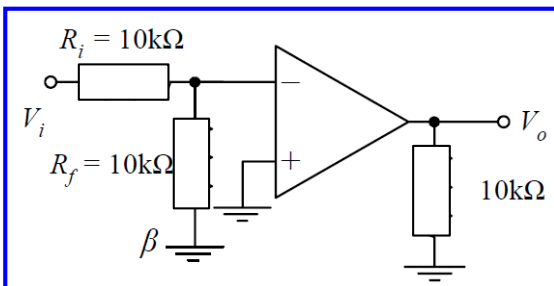 R_i = 10kΩ
V_i
R_f = 10kΩ
β
−
+
V_o
10kΩ